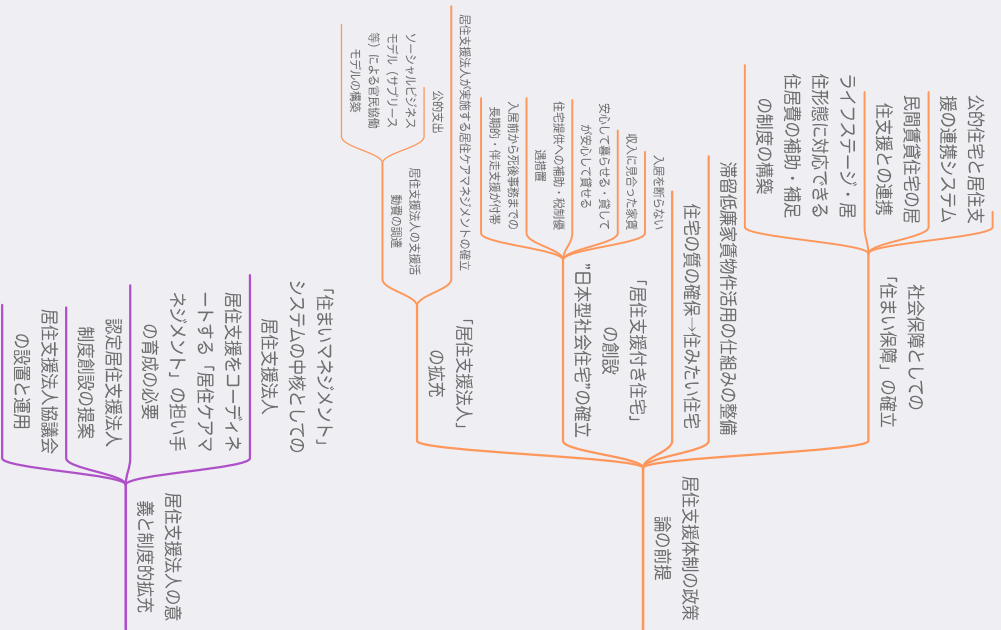 公的住宅と居住支
援の連携システム
民間賃貸住宅の居
住支援との連携
ライフステージ・居
住形態に対応できる
住居費の補助・補足
の制度の構築
社会保障としての
「住まい保障」の確立
滞留低廉家賃物件活用の仕組みの整備
住宅の質の確保→住みたい住宅
入居を断らない
収入に見合った家賃
安心して暮らせる・貸して
が安心して貸せる
住宅提供への補助・税制優
遇措置
入居前から死後事務までの
長期的・伴走支援が付帯
「居住支援付き住宅」
の創設
”日本型社会住宅”の確立
居住支援法人が実施する居住ケアマネジメントの確立
公的支出
ソーシャルビジネス
モデル（サブリース
等）による官民協働
モデルの構築
居住支援法人の支援活
動費の調達
「居住支援法人」
の拡充
居住支援体制の政策
論の前提
「住まいマネジメント」
システムの中核としての
居住支援法人
居住支援をコーディネ
ートする「居住ケアマ
ネジメント」の担い手
の育成の必要
認定居住支援法人
制度創設の提案
居住支援法人協議会
の設置と運用
居住支援法人の意
義と制度的拡充